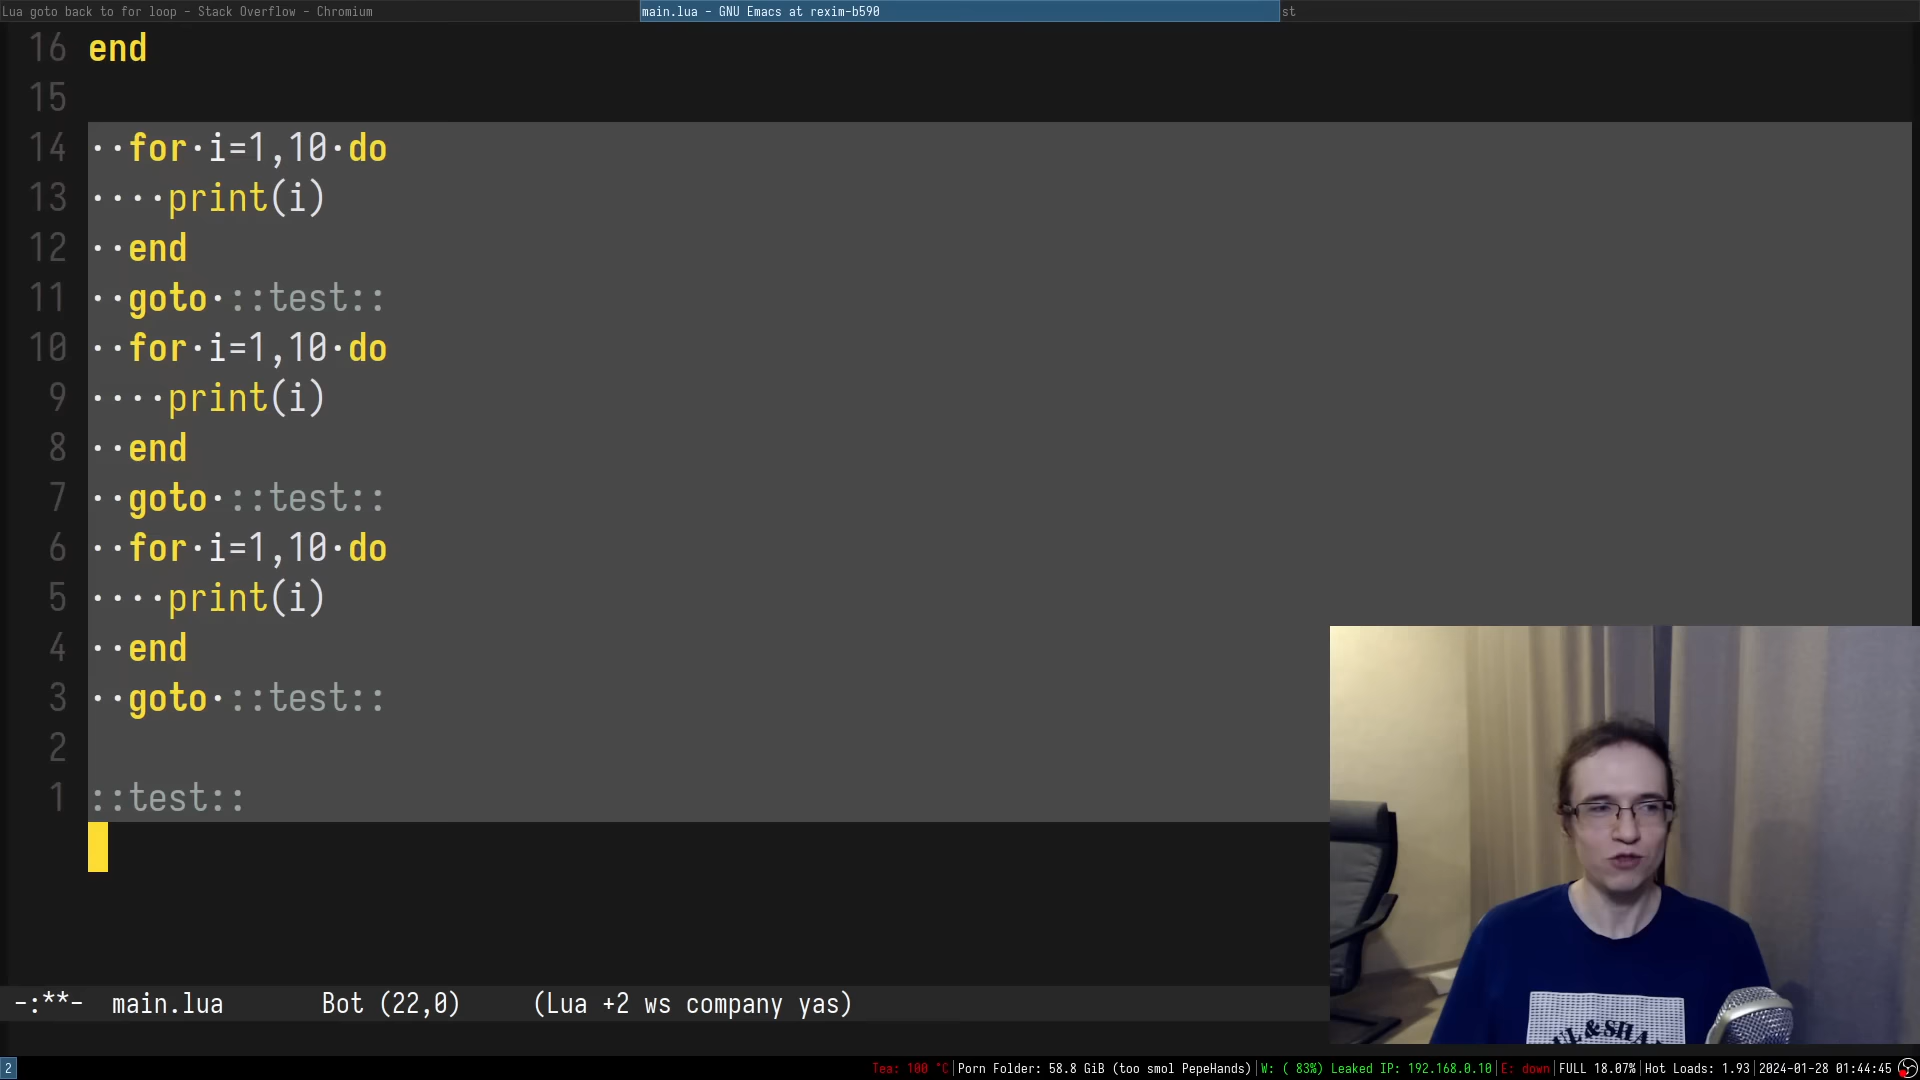 Lua goto back to for loop - Stack Overflow - Chromium
main.lua - GNU Emacs at rexim-b590
st
16 end
15
14 ··for·i=1,10·do
13 ····print(i)
12 ··end
11 ··goto·::test::
10 ··for·i=1,10·do
9 ····print(i)
8 ··end
7 ··goto·::test::
6 ··for·i=1,10·do
5 ····print(i)
4 ··end
3 ··goto·::test::
2
1 ::test::
-:**- main.lua Bot (22,0) (Lua +2 ws company yas)
2
Tea: 100 °C|Porn Folder: 58.8 GiB (too smol PepeHands)|W: ( 83%) Leaked IP: 192.168.0.10|E: down|FULL 18.07%|Hot Loads: 1.93|2024-01-28 01:44:45